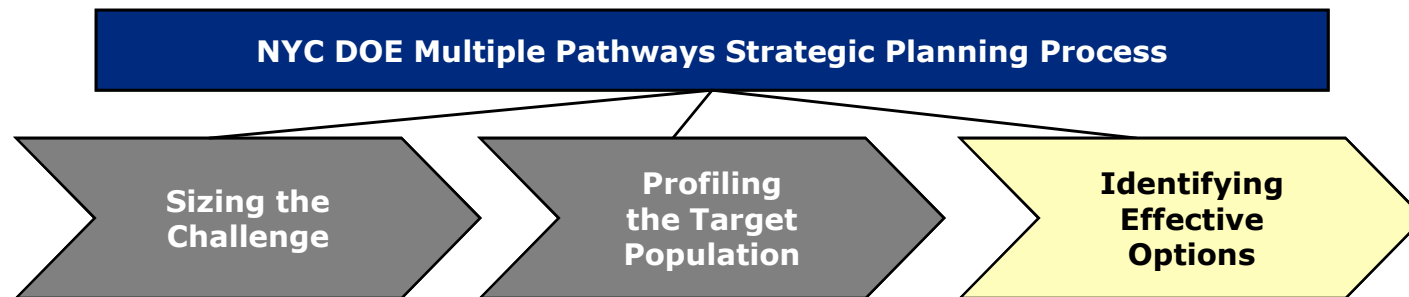 NYC DOE Multiple Pathways Strategic Planning Process
Sizing the
Challenge
Profiling
the Target
Population
Identifying
Effective
Options